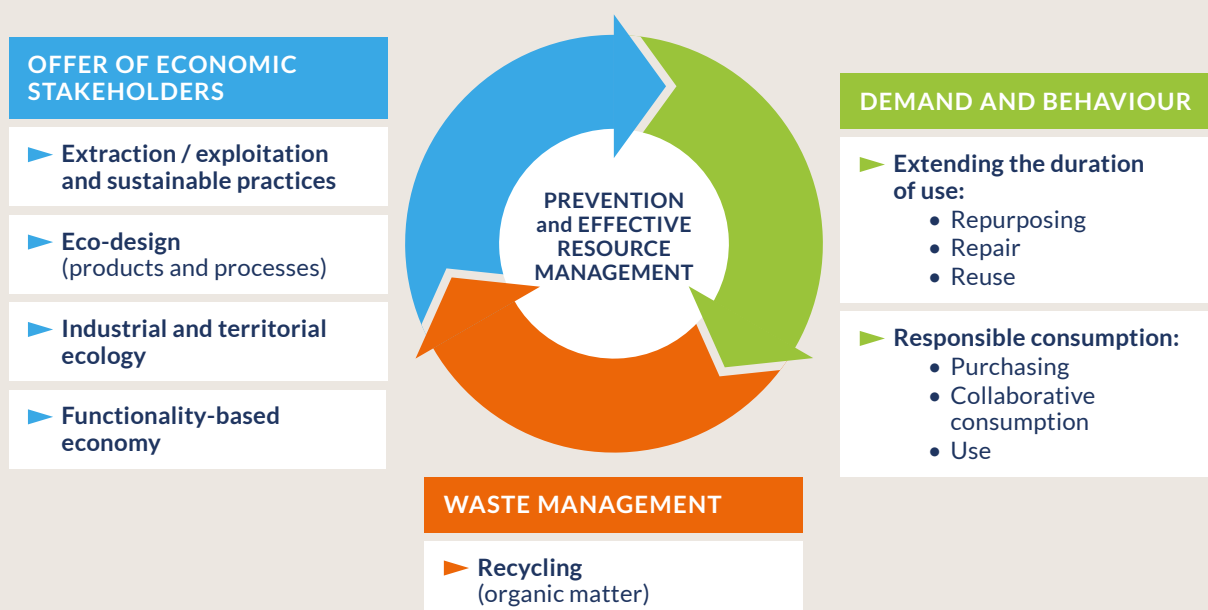 OFFER OF ECONOMIC
STAKEHOLDERS
Extraction / exploitation
and sustainable practices
Eco-design
(products and processes)
Industrial and territorial
ecology
Functionality-based
economy
PREVENTION
and EFFECTIVE
RESOURCE
MANAGEMENT
DEMAND AND BEHAVIOUR
Extending the duration
of use:
• Repurposing
• Repair
• Reuse
Responsible consumption:
• Purchasing
• Collaborative
consumption
• Use
WASTE MANAGEMENT
Recycling
(organic matter)